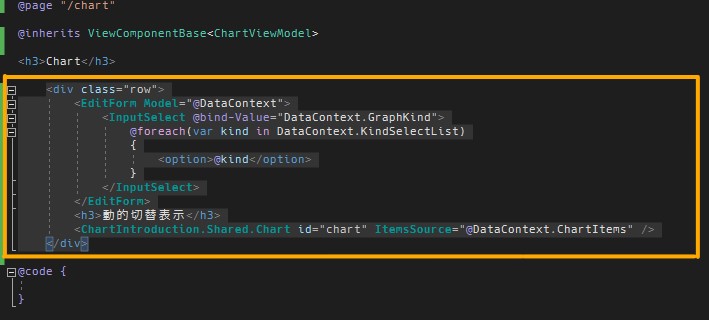 @page "/chart"
@inherits ViewComponentBase<ChartViewModel>
<h3>Chart</h3>
<div class="row">
<EditForm Model="@DataContext">
<InputSelect @bind-Value="DataContext.GraphKind">
@foreach(var kind in DataContext.KindSelectList)
{
<option>@kind</option>
}
</InputSelect>
</EditForm>
<h3>動的切替表示</h3>
<ChartIntroduction.Shared.Chart id="chart" ItemsSource="@DataContext.ChartItems" />
</div>
@code {
}